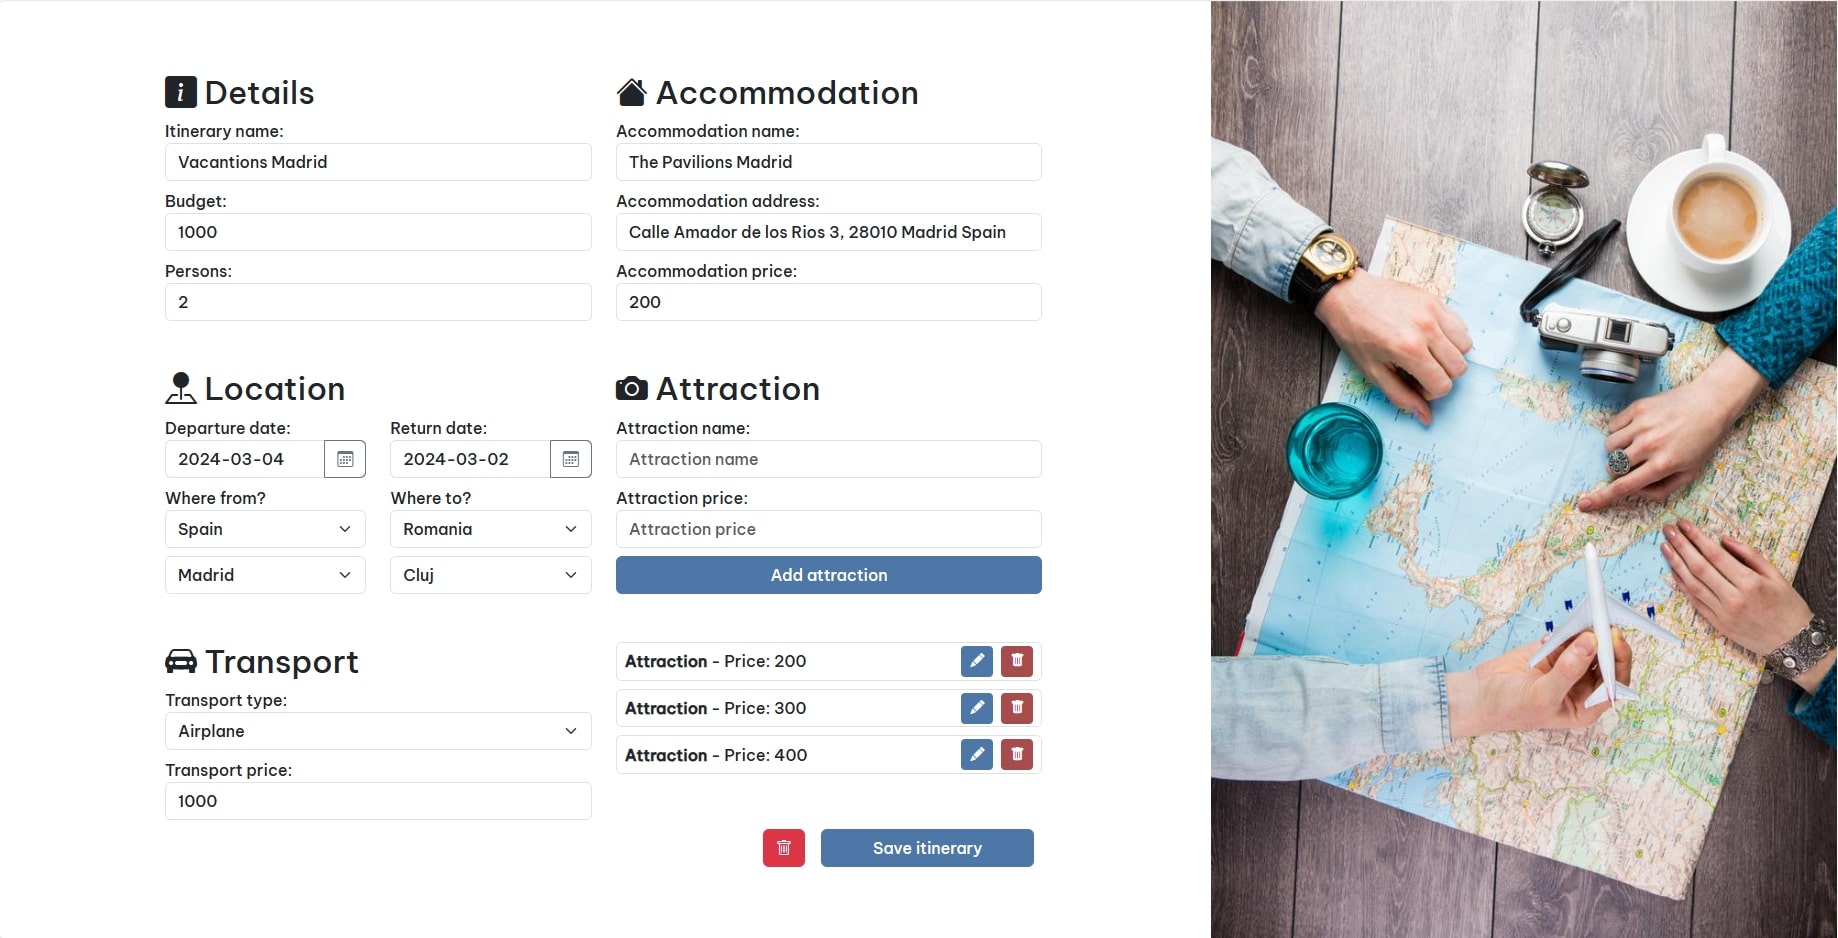 Details
Itinerary name:
Vacantions Madrid
Budget:
1000
Persons:
2
Accommodation
Accommodation name:
The Pavilions Madrid
Accommodation address:
Calle Amador de los Rios 3, 28010 Madrid Spain
Accommodation price:
200
Location
Departure date:
Return date:
2024-03-04
2024-03-02
Where from?
Where to?
Spain
Romania
Madrid
Cluj
Attraction
Attraction name:
Attraction name
Attraction price:
Attraction price
Add attraction
Transport
Transport type:
Airplane
Transport price:
1000
Attraction - Price: 200
Attraction - Price: 300
Attraction - Price: 400
Save itinerary